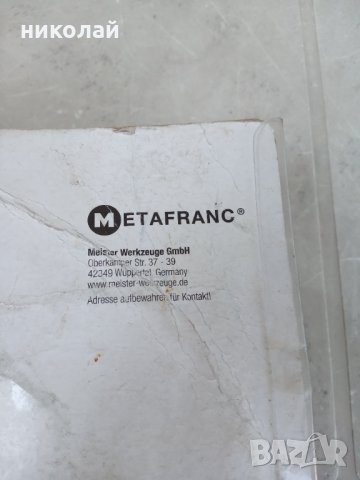 николай
METAFRANC®
Meister Werkzeuge GmbH
Oberkamper Str. 37 - 39
42349 Wuppertal, Germany
www.meister-werkzeuge.de
Adresse aufbewahren für Kontakt!
BAZAR